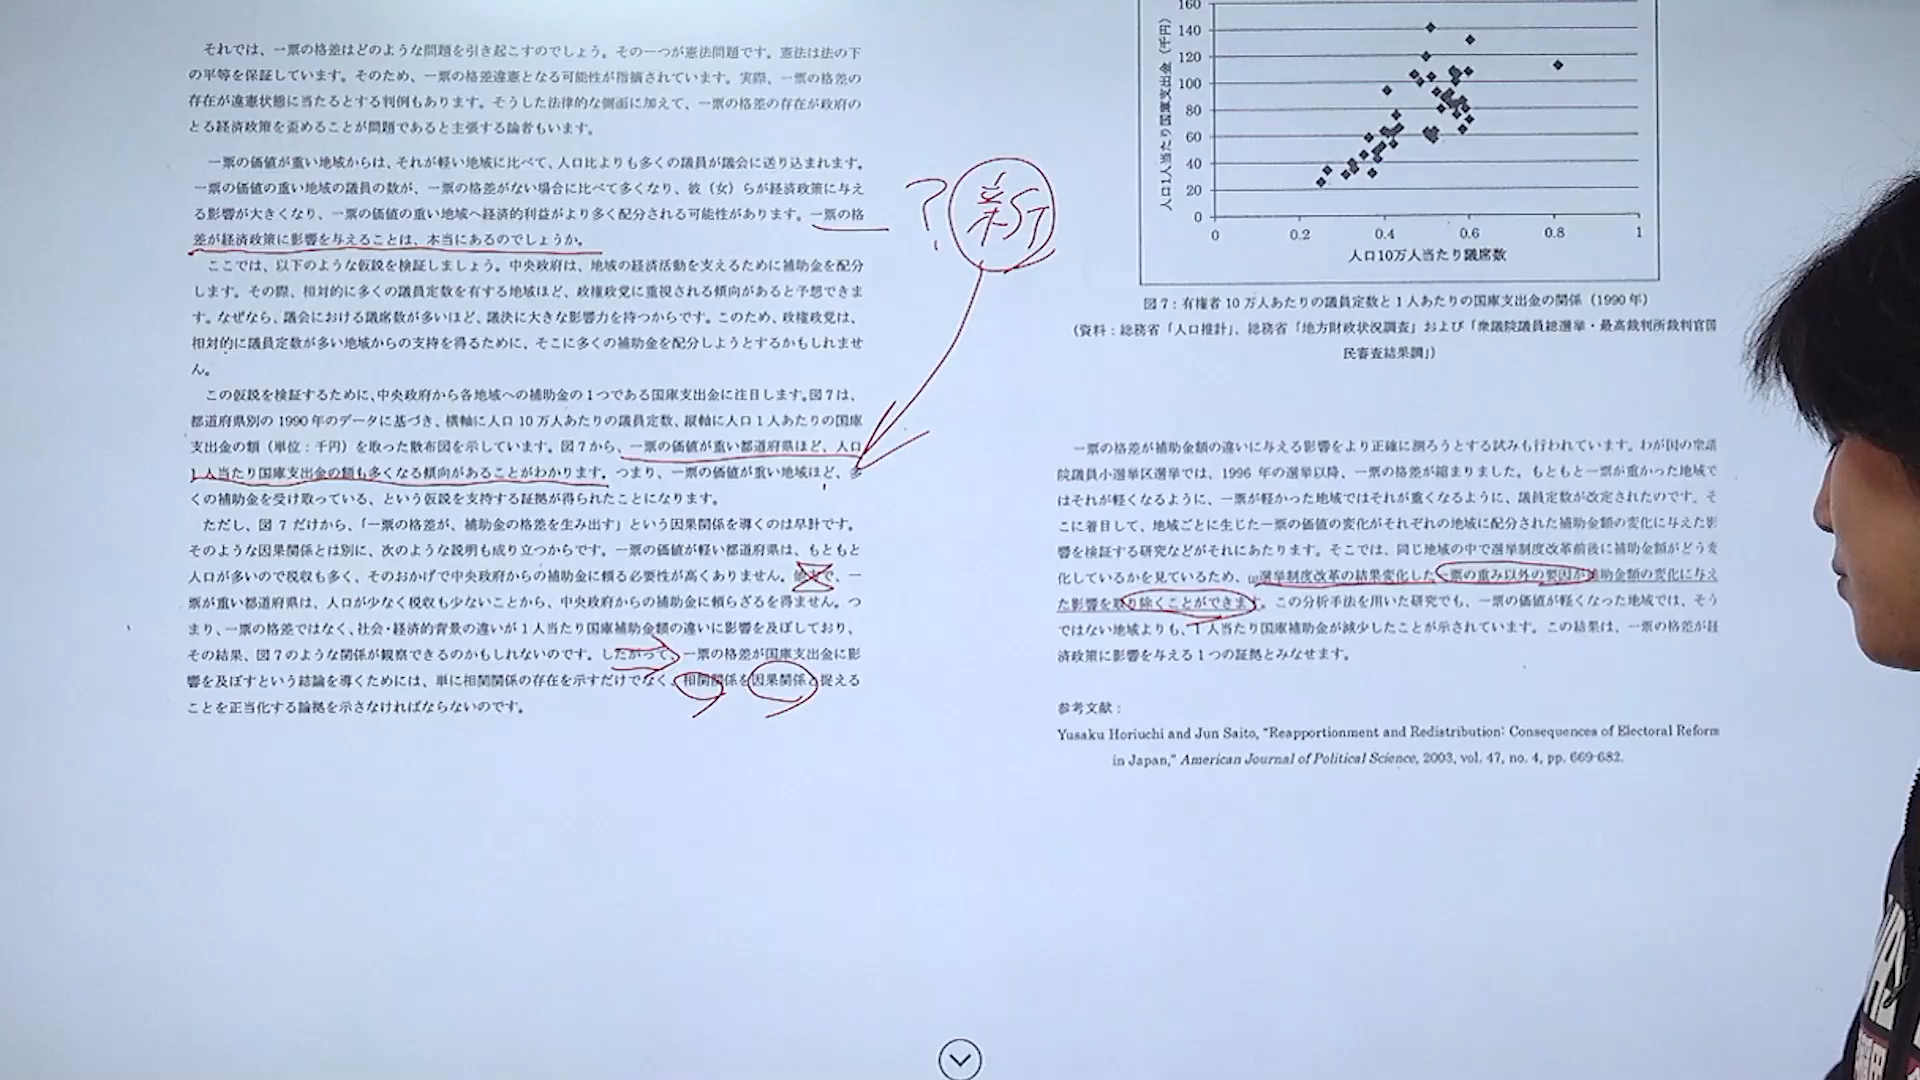 それでは、一票の格差はどのような問題を引き起こすのでしょう。その一つが憲法問題です。憲法は法の下
の平等を保証しています。そのため、一票の格差違憲となる可能性が指摘されています。実際、一票の格差の
存在が違憲状態に当たるとする判例もあります。そうした法律的な側面に加えて、一票の格差の存在が政府の
とる経済政策を歪めることが問題であると主張する論者もいます。
一票の価値が重い地域からは、それが軽い地域に比べて、人口比よりも多くの議員が議会に送り込まれます。
一票の価値の重い地域の議員の数が、一票の格差がない場合に比べて多くなり、彼（女）らが経済政策に与え
る影響が大きくなり、一票の価値の重い地域へ経済的利益がより多く配分される可能性があります。一票の格
差が経済政策に影響を与えることは、本当にあるのでしょうか。
ここでは、以下のような仮説を検証しましょう。中央政府は、地域の経済活動を支えるために補助金を配分
します。その際、相対的に多くの議員定数を有する地域ほど、政権政党に重視される傾向があると予想できま
す。なぜなら、議会における議席数が多いほど、議決に大きな影響力を持つからです。このため、政権政党は、
相対的に議員定数が多い地域からの支持を得るために、そこに多くの補助金を配分しようとするかもしれませ
ん。
この仮説を検証するために、中央政府から各地域への補助金の1つである国庫支出金に注目します。図7は、
都道府県別の1990年のデータに基づき、横軸に人口10万人あたりの議員定数、縦軸に人口1人あたりの国庫
支出金の額（単位：千円）を取った散布図を示しています。図7から、一票の価値が重い都道府県ほど、人口
1人当たり国庫支出金の額も多くなる傾向があることがわかります。つまり、一票の価値が重い地域ほど、多
くの補助金を受け取っている、という仮説を支持する証拠が得られたことになります。
ただし、図7だけから、「一票の格差が、補助金の格差を生み出す」という因果関係を導くのは早計です。
そのような因果関係とは別に、次のような説明も成り立つからです。一票の価値が軽い都道府県は、もともと
人口が多いので税収も多く、そのおかげで中央政府からの補助金に頼る必要性が高くありません。他方で、一
票が重い都道府県は、人口が少なく税収も少ないことから、中央政府からの補助金に頼らざるを得ません。つ
まり、一票の格差ではなく、社会・経済的背景の違いが1人当たり国庫補助金額の違いに影響を及ぼしており、
その結果、図7のような関係が観察できるのかもしれないのです。したがって、一票の格差が国庫支出金に影
響を及ぼすという結論を導くためには、単に相関関係の存在を示すだけでなく、相関関係を因果関係と捉える
ことを正当化する論拠を示さなければならないのです。
? 新
人口1人当たり国庫支出金（千円）
160
140
120
100
80
60
40
20
0
0 0.2 0.4 0.6 0.8 1
人口10万人当たり議席数
図7：有権者10万人あたりの議員定数と1人あたりの国庫支出金の関係（1990年）
（資料：総務省「人口推計」、総務省「地方財政状況調査」および「衆議院議員総選挙・最高裁判所裁判官国
民審査結果調」）
一票の格差が補助金額の違いに与える影響をより正確に測ろうとする試みも行われています。わが国の衆議
院議員小選挙区選挙では、1996年の選挙以降、一票の格差が縮まりました。もともと一票が重かった地域で
はそれが軽くなるように、一票が軽かった地域ではそれが重くなるように、議員定数が改定されたのです。そ
こに着目して、地域ごとに生じた一票の価値の変化がそれぞれの地域に配分された補助金額の変化に与えた影
響を検証する研究などがそれにあたります。そこでは、同じ地域の中で選挙制度改革前後に補助金額がどう変
化しているかを見ているため、選挙制度改革の結果変化した一票の重み以外の要因が補助金額の変化に与え
た影響を取り除くことができます。この分析手法を用いた研究でも、一票の価値が軽くなった地域では、そう
ではない地域よりも、1人当たり国庫補助金が減少したことが示されています。この結果は、一票の格差が経
済政策に影響を与える1つの証拠とみなせます。
参考文献：
Yusaku Horiuchi and Jun Saito, "Reapportionment and Redistribution: Consequences of Electoral Reform
in Japan," American Journal of Political Science, 2003, vol. 47, no. 4, pp. 669-682.